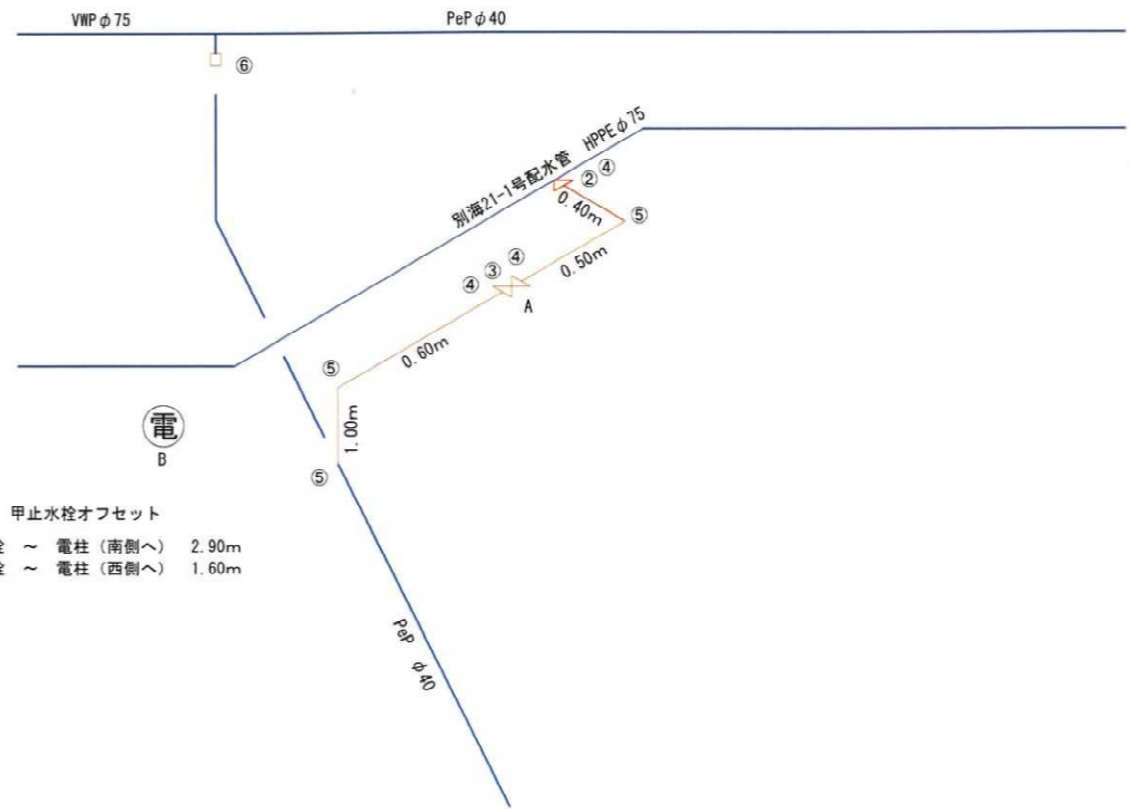 VWPφ75
PePφ40
⑥
別海21-1号配水管 HPPEφ75
②④
0.40m
⑤
0.50m
④③④
A
0.60m
⑤
1.00m
電
B
⑤
甲止水栓オフセット
~ 電柱(南側へ) 2.90m
~ 電柱(西側へ) 1.60m
PeP φ40